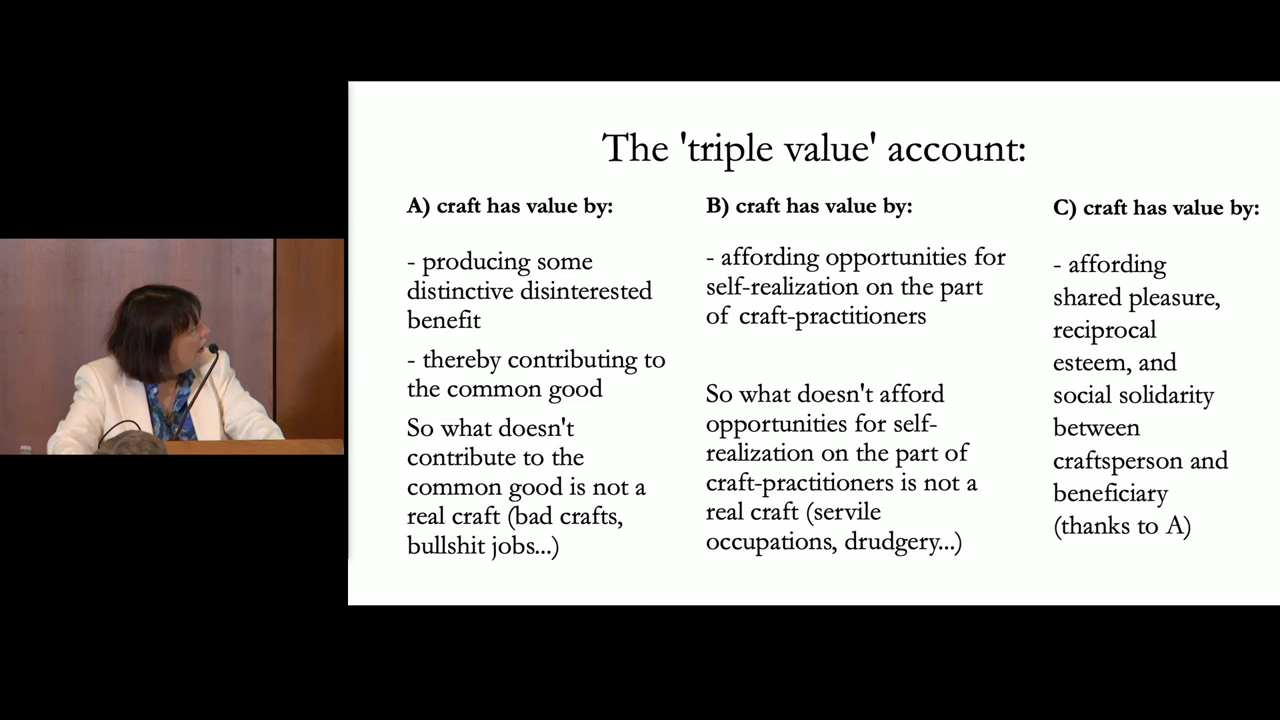 The 'triple value' account:
A) craft has value by:
- producing some
distinctive disinterested
benefit
- thereby contributing to
the common good
So what doesn't
contribute to the
common good is not a
real craft (bad crafts,
bullshit jobs...)
B) craft has value by:
- affording opportunities for
self-realization on the part
of craft-practitioners
So what doesn't afford
opportunities for self-
realization on the part of
craft-practitioners is not a
real craft (servile
occupations, drudgery...)
C) craft has value by:
- affording
shared pleasure,
reciprocal
esteem, and
social solidarity
between
craftsperson and
beneficiary
(thanks to A)